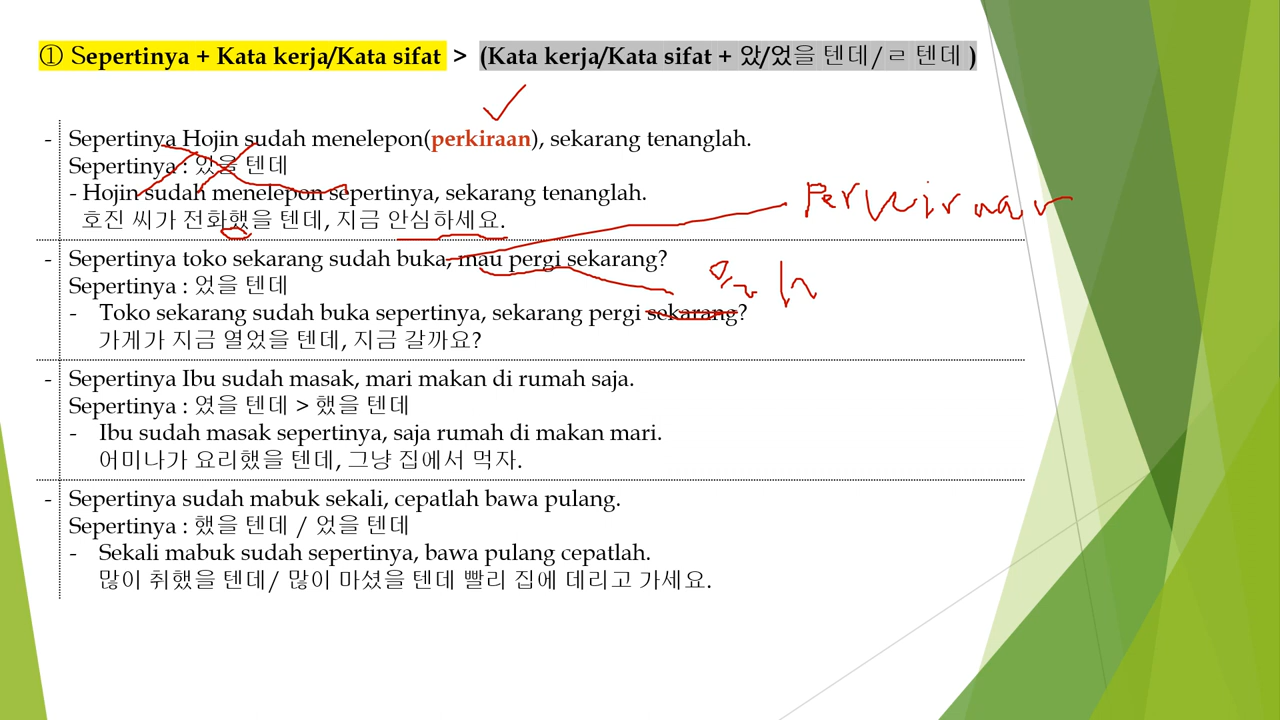 ① Sepertinya + Kata kerja/Kata sifat > (Kata kerja/Kata sifat + 았/었을 텐데/ㄹ 텐데 )
- Sepertinya Hojin sudah menelepon(perkiraan), sekarang tenanglah.
Sepertinya : 있을 텐데
- Hojin sudah menelepon sepertinya, sekarang tenanglah.
호진 씨가 전화했을 텐데, 지금 안심하세요.
Perkiraan
- Sepertinya toko sekarang sudah buka, mau pergi sekarang?
Sepertinya : 었을 텐데
- Toko sekarang sudah buka sepertinya, sekarang pergi sekarang?
가게가 지금 열었을 텐데, 지금 갈까요?
- Sepertinya Ibu sudah masak, mari makan di rumah saja.
Sepertinya : 였을 텐데 > 했을 텐데
- Ibu sudah masak sepertinya, saja rumah di makan mari.
어미나가 요리했을 텐데, 그냥 집에서 먹자.
- Sepertinya sudah mabuk sekali, cepatlah bawa pulang.
Sepertinya : 했을 텐데 / 었을 텐데
- Sekali mabuk sudah sepertinya, bawa pulang cepatlah.
많이 취했을 텐데/ 많이 마셨을 텐데 빨리 집에 데리고 가세요.